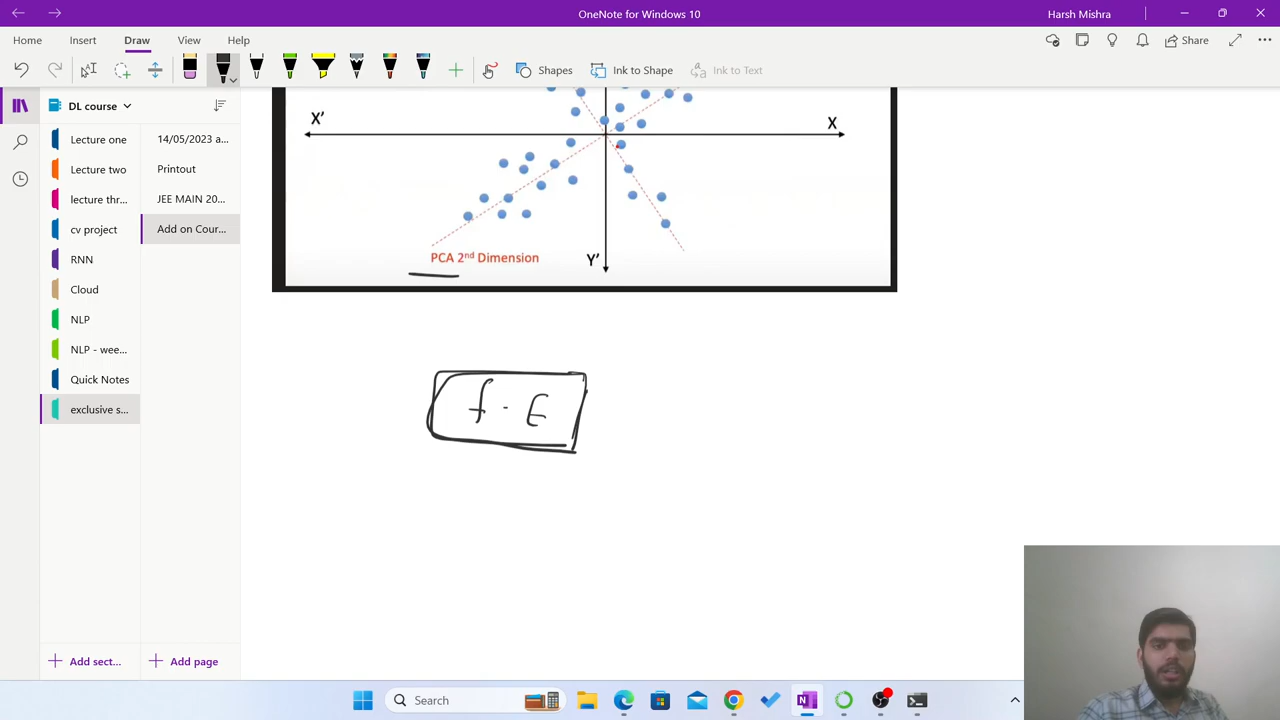 OneNote for Windows 10
Harsh Mishra
Home Insert Draw View Help
Share
Shapes
Ink to Shape
Ink to Text
DL course
Lecture one
Lecture two
lecture thr...
cv project
RNN
Cloud
NLP
NLP - wee...
Quick Notes
exclusive s...
Add sect...
14/05/2023 a...
Printout
JEE MAIN 20...
Add on Cour...
Add page
X'
X
PCA 2nd Dimension
Y'
f . E
Search